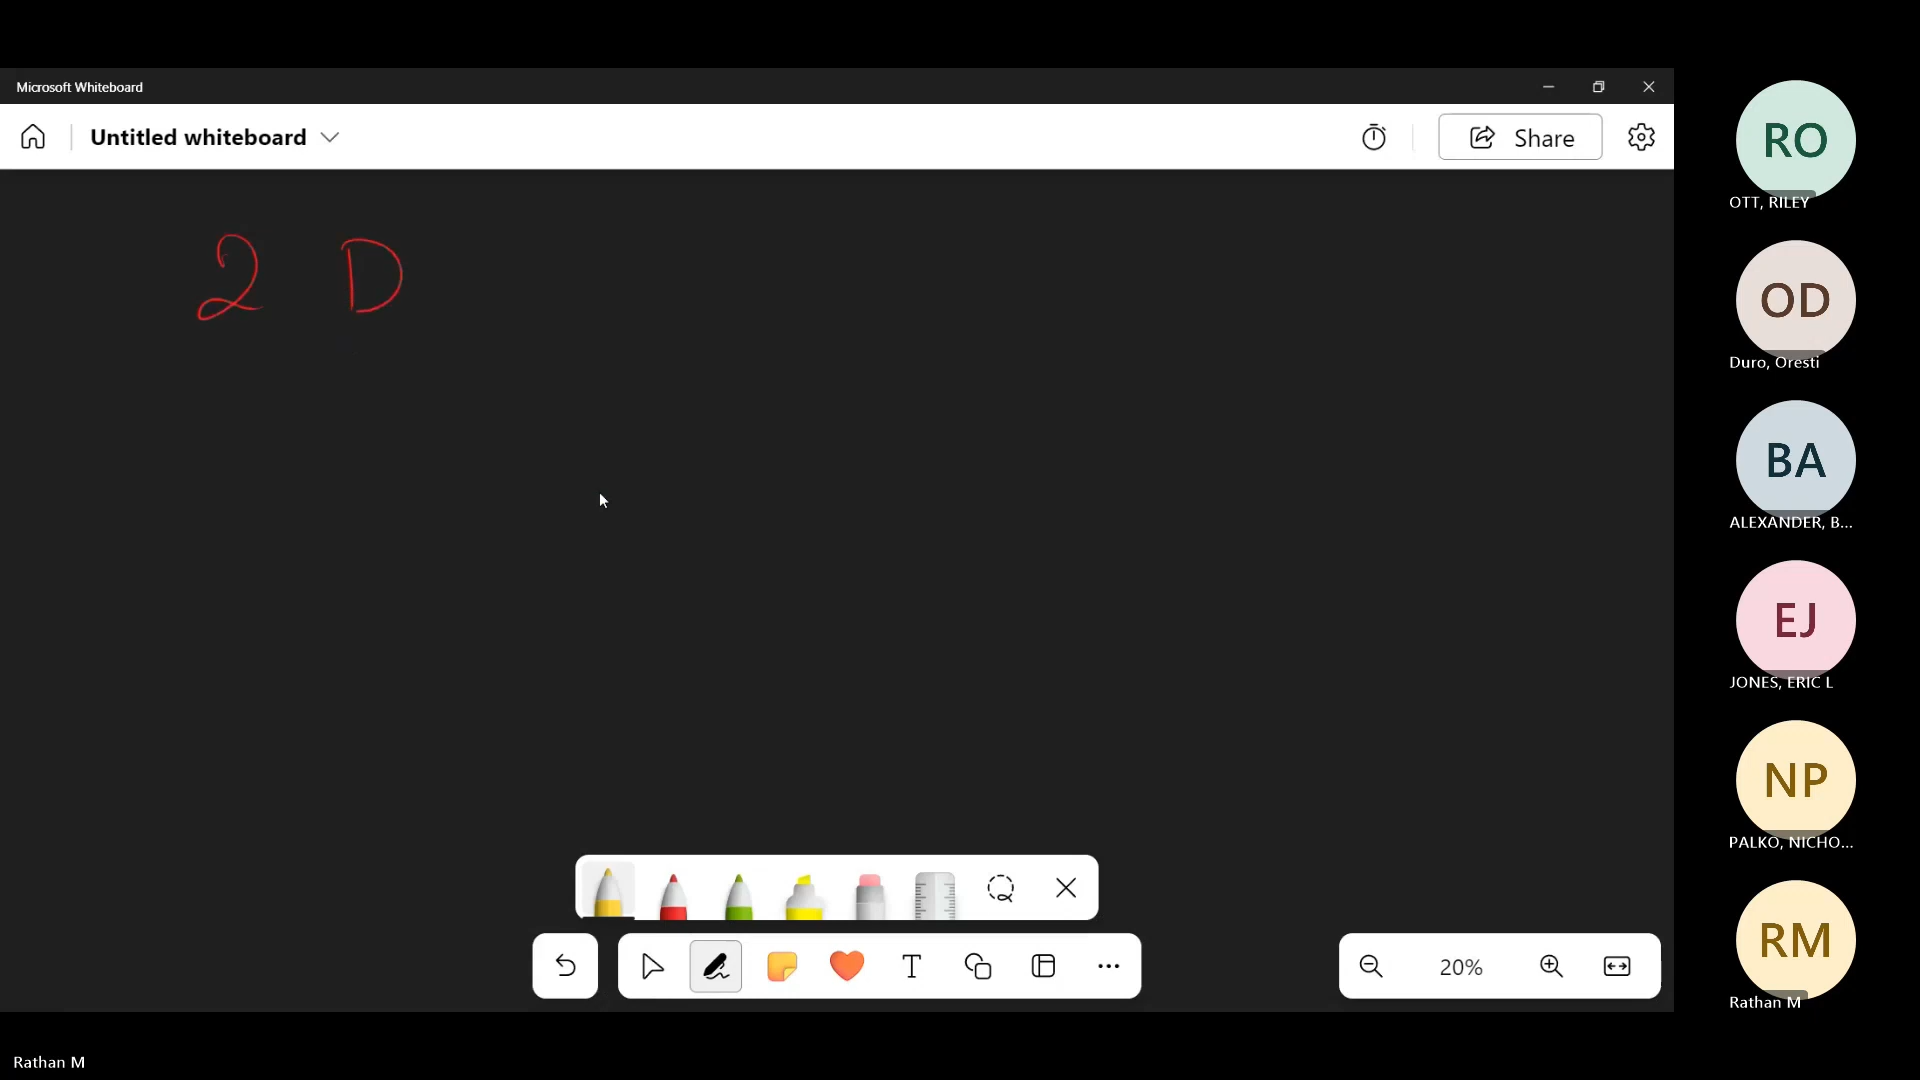 Microsoft Whiteboard
Untitled whiteboard
Share
2 D
RO
OTT, RILEY
OD
Duro, Oresti
BA
ALEXANDER, B...
EJ
JONES, ERIC L
NP
PALKO, NICHO...
RM
Rathan M
T
20%
Rathan M